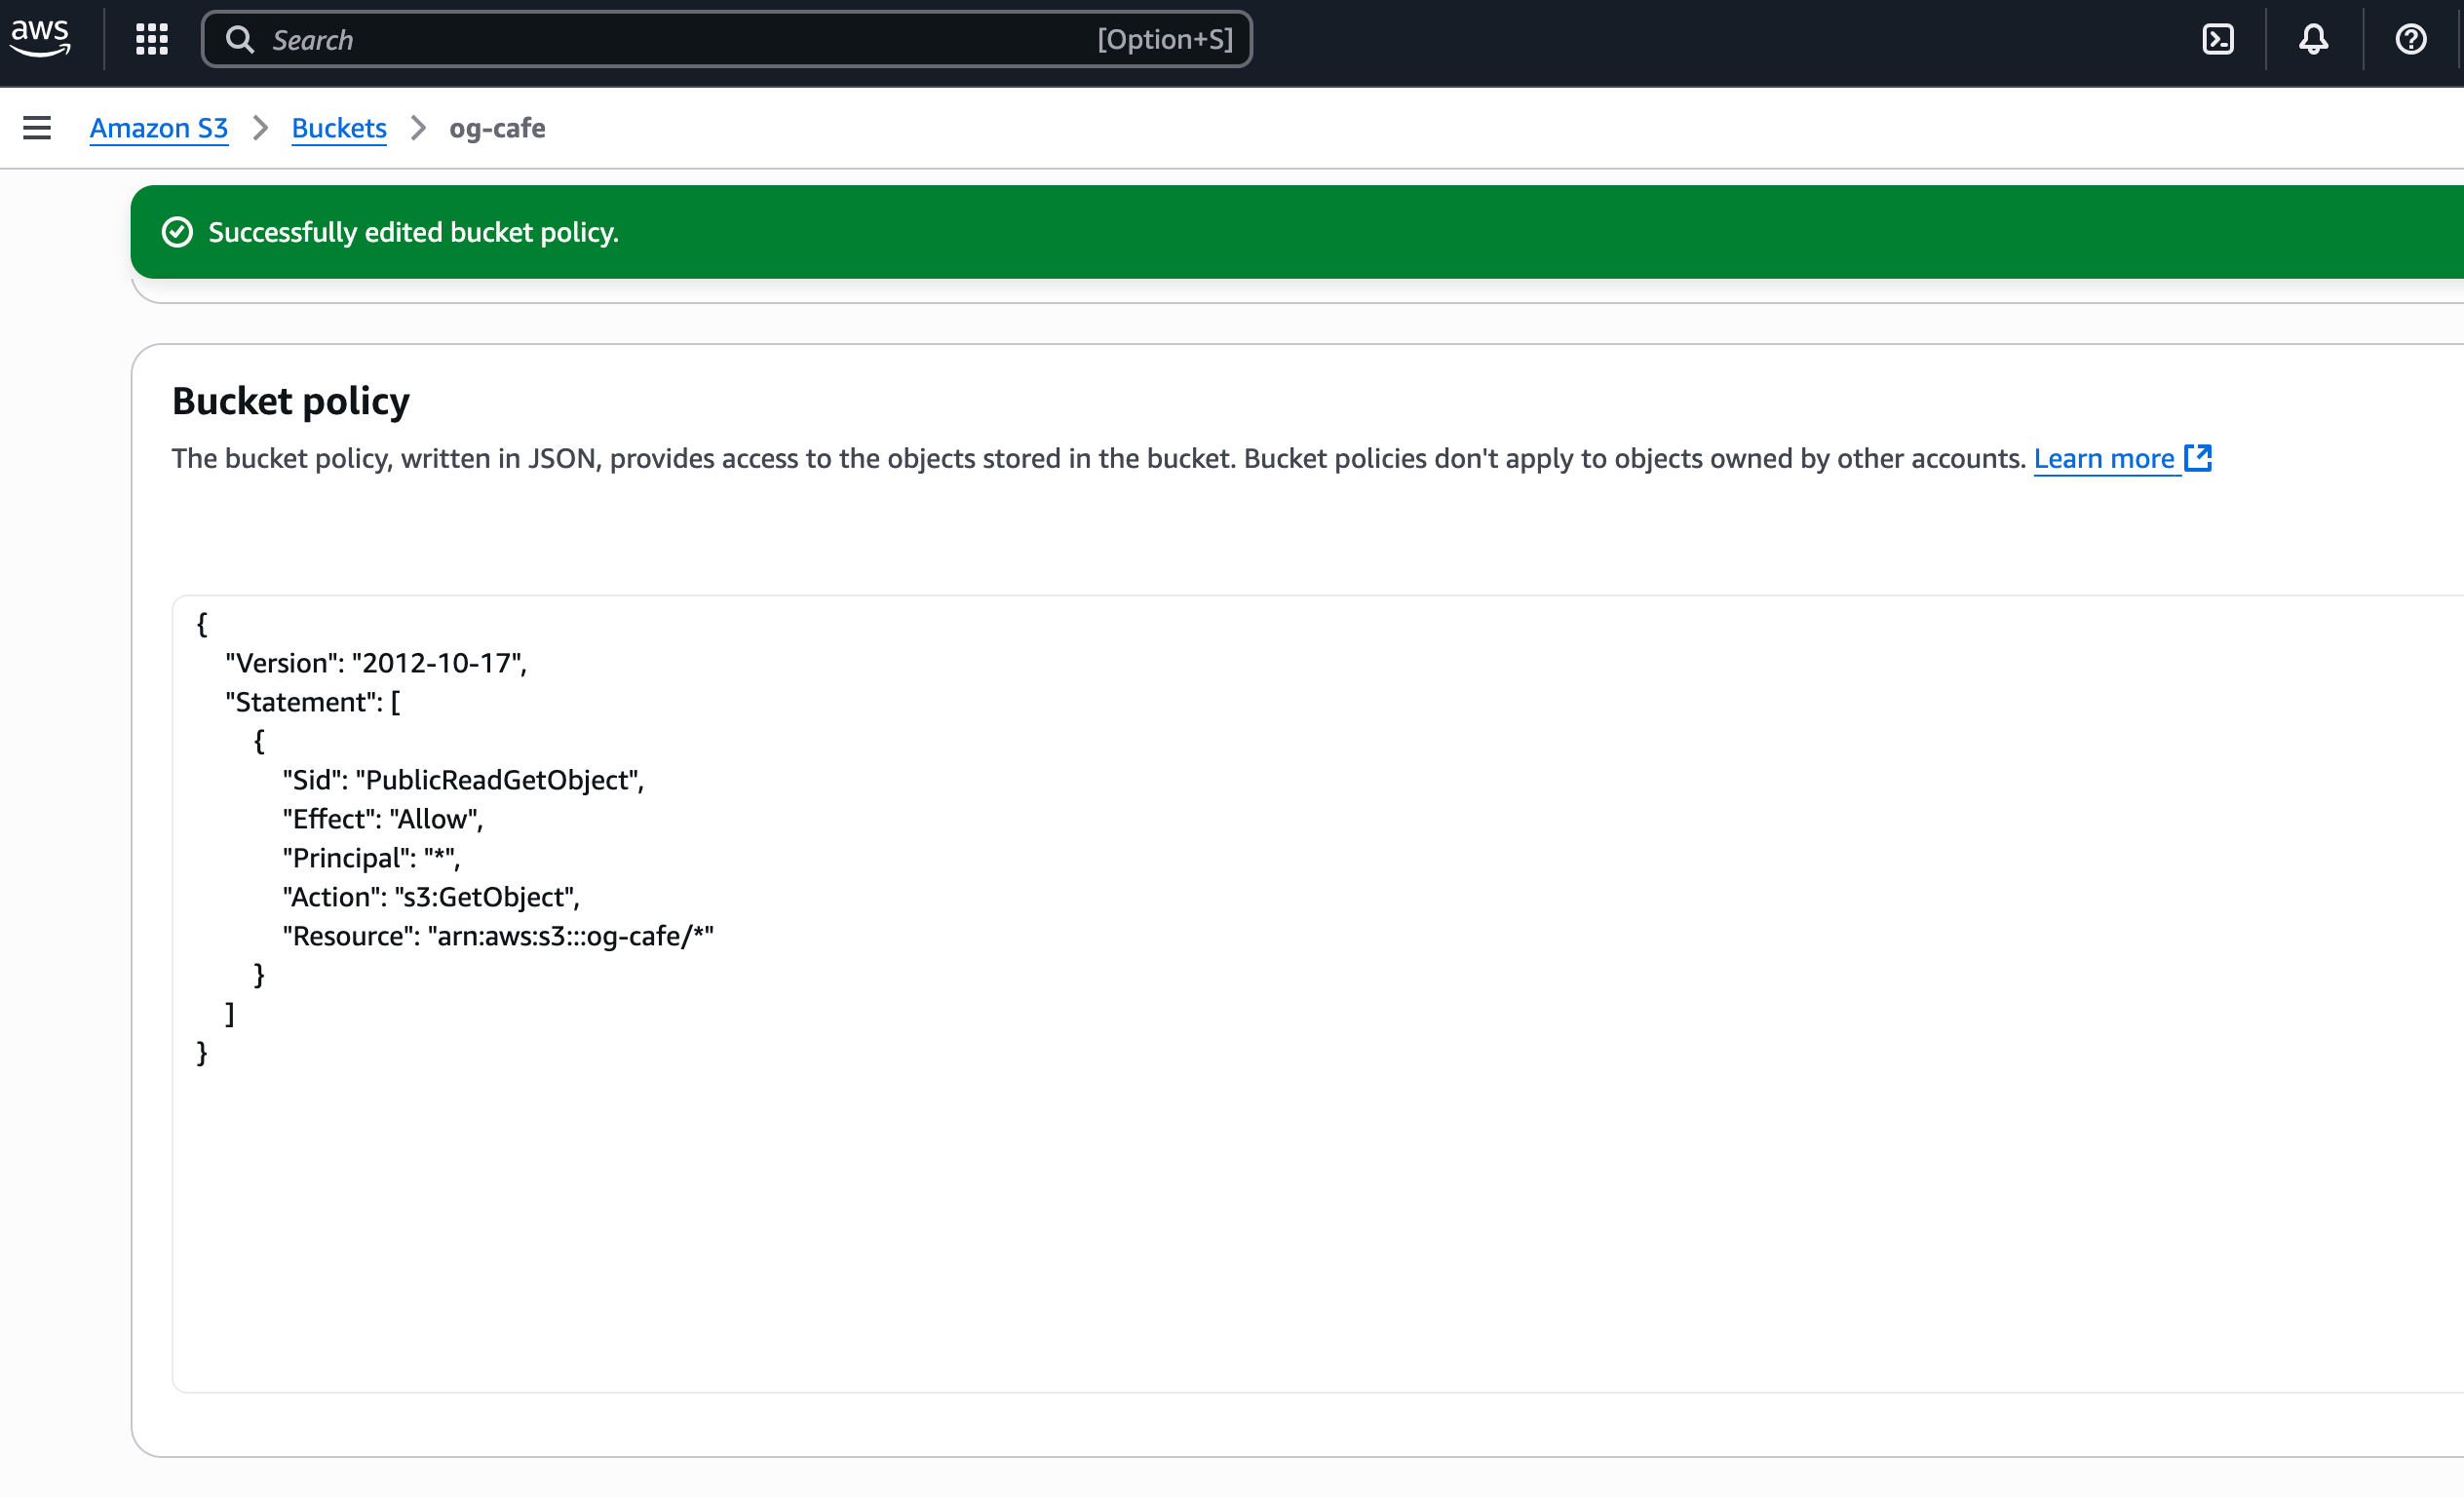 aws
Search [Option+S]
Amazon S3 > Buckets > og-cafe
Successfully edited bucket policy.
Bucket policy
The bucket policy, written in JSON, provides access to the objects stored in the bucket. Bucket policies don't apply to objects owned by other accounts. Learn more
{
    "Version": "2012-10-17",
    "Statement": [
        {
            "Sid": "PublicReadGetObject",
            "Effect": "Allow",
            "Principal": "*",
            "Action": "s3:GetObject",
            "Resource": "arn:aws:s3:::og-cafe/*"
        }
    ]
}